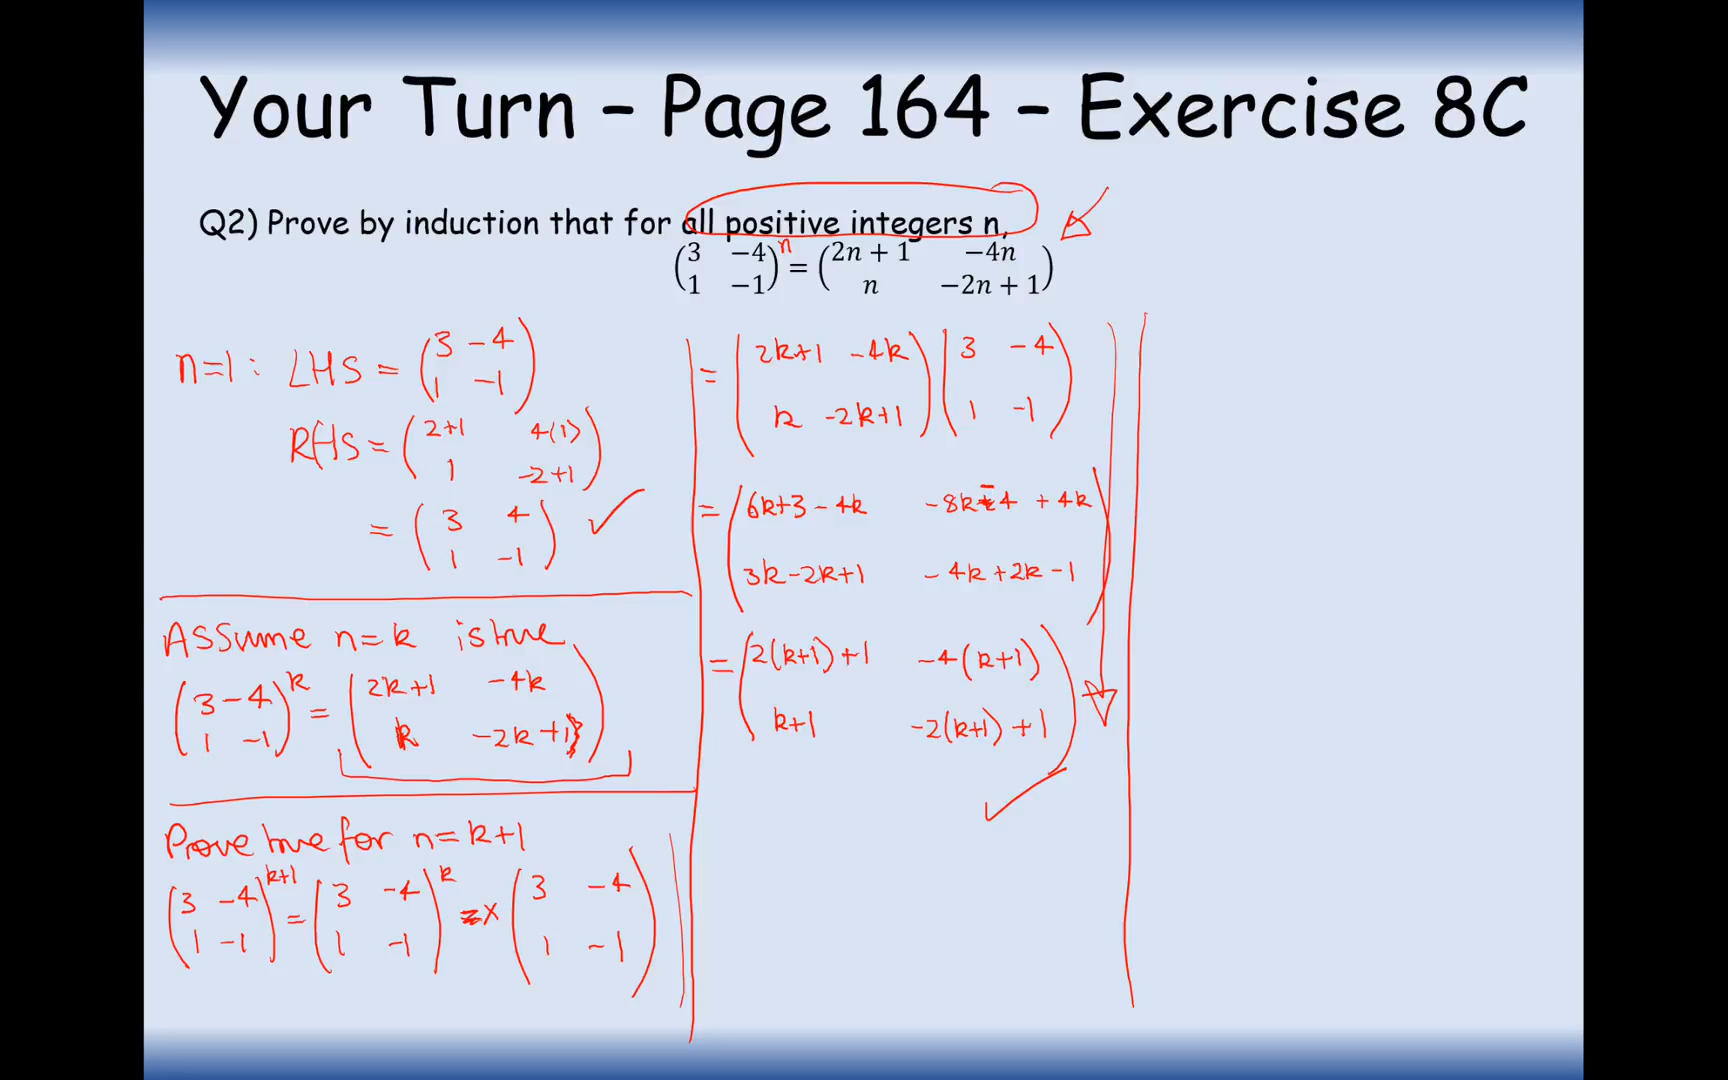 Your Turn – Page 164 – Exercise 8C
Q2) Prove by induction that for all positive integers n,
(3 −4)ⁿ = (2n + 1 −4n)
(1 −1) (n −2n + 1)
n=1: LHS = (3 -4)
(1 -1)
RHS = (2+1 4(1))
(1 -2+1)
= (3 4)
(1 -1)
Assume n=k is true
(3 -4)ᵏ = (2k+1 -4k)
(1 -1) (k -2k+1)
Prove true for n=k+1
(3 -4)ᵏ⁺¹ = (3 -4)ᵏ × (3 -4)
(1 -1) (1 -1) (1 -1)
= (2k+1 -4k) (3 -4)
(k -2k+1) (1 -1)
= (6k+3-4k -8k-4+4k)
(3k-2k+1 -4k+2k-1)
= (2(k+1)+1 -4(k+1))
(k+1 -2(k+1)+1)